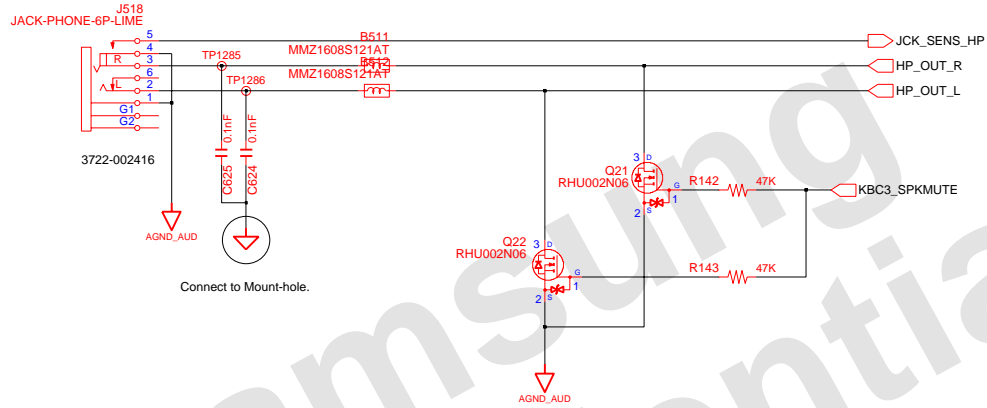 J518
JACK-PHONE-6P-LIME
5
4
R 3
6
L 2
1
G1
G2
3722-002416
AGND_AUD
TP1285
TP1286
B511
MMZ1608S121AT
B512
MMZ1608S121AT
JCK_SENS_HP
HP_OUT_R
HP_OUT_L
0.1nF
0.1nF
C625
C624
Connect to Mount-hole.
3 D
Q21
RHU002N06
G
1
2 S
R142 47K
KBC3_SPKMUTE
3 D
Q22
RHU002N06
G
1
2 S
R143 47K
AGND_AUD
amsung
entia